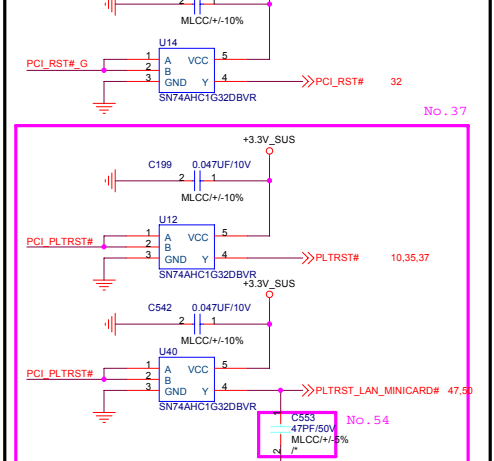 2
1
MLCC/+/-10%
U14
PCI_RST#_G
1 A VCC 5
2 B
3 GND Y 4
PCI_RST# 32
SN74AHC1G32DBVR
No.37
+3.3V_SUS
C199 0.047UF/10V
2 1
MLCC/+/-10%
U12
PCI_PLTRST#
1 A VCC 5
2 B
3 GND Y 4
PLTRST# 10,35,37
SN74AHC1G32DBVR
+3.3V_SUS
C542 0.047UF/10V
2 1
MLCC/+/-10%
U40
PCI_PLTRST#
1 A VCC 5
2 B
3 GND Y 4
PLTRST_LAN_MINICARD# 47,50
SN74AHC1G32DBVR
1
C553
No.54
47PF/50V
MLCC/+/-5%
2
/*